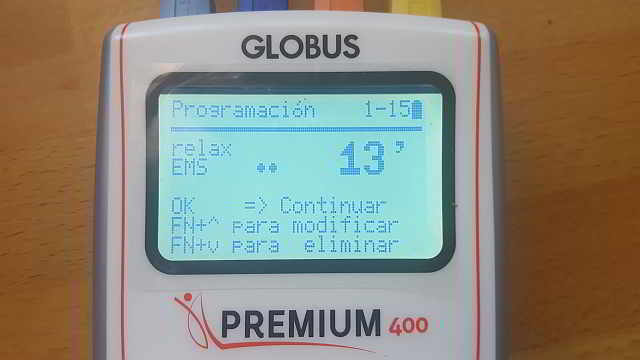 GLOBUS
Programación 1-15
relax
EMS 13'
OK => Continuar
FN+^ para modificar
FN+v para eliminar
PREMIUM 400